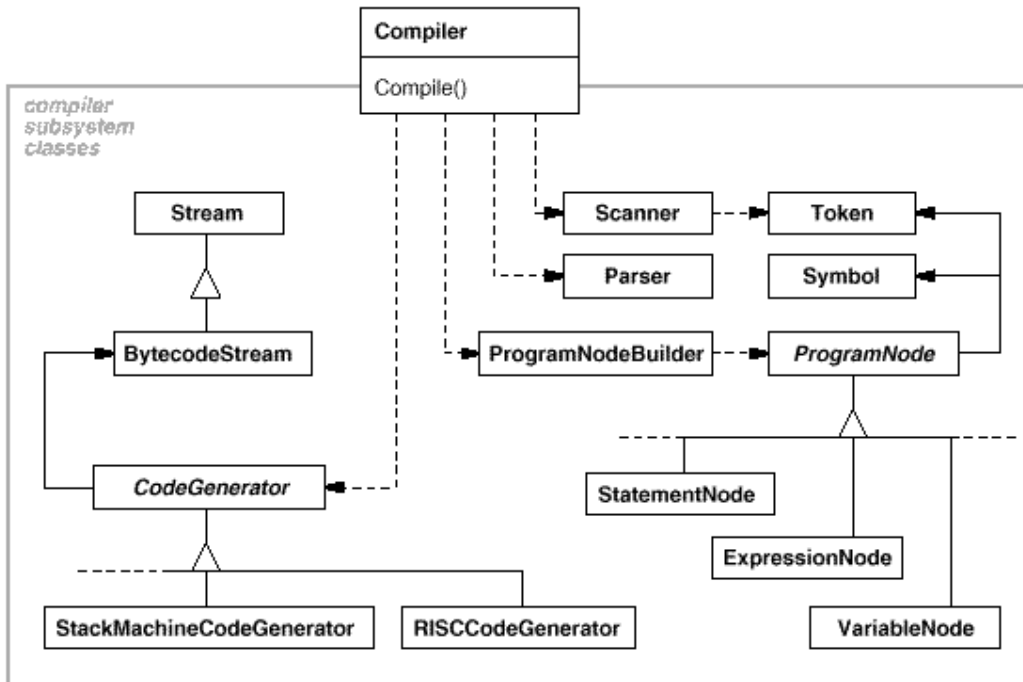 Compiler
Compile()
compiler
subsystem
classes
Stream
Scanner
Token
Parser
Symbol
BytecodeStream
ProgramNodeBuilder
ProgramNode
CodeGenerator
StatementNode
ExpressionNode
StackMachineCodeGenerator
RISCCodeGenerator
VariableNode